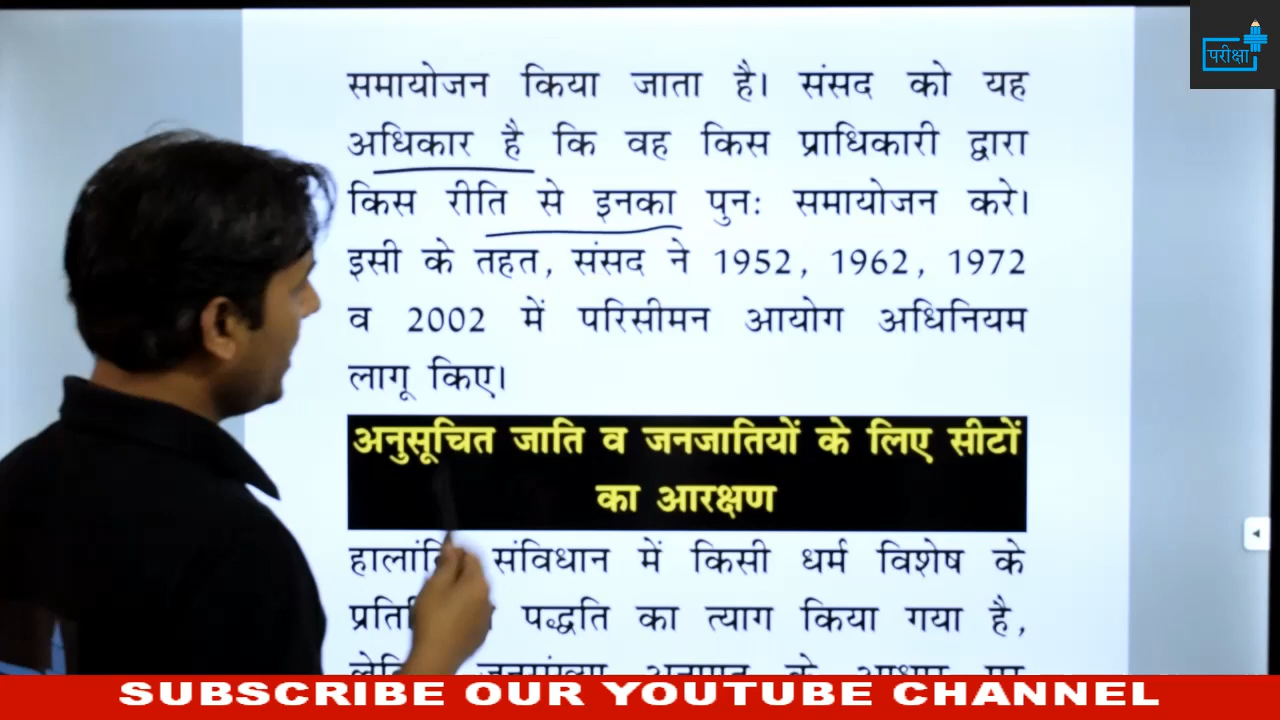 परीक्षा
समायोजन किया जाता है। संसद को यह
अधिकार है कि वह किस प्राधिकारी द्वारा
किस रीति से इनका पुनः समायोजन करे।
इसी के तहत, संसद ने 1952, 1962, 1972
व 2002 में परिसीमन आयोग अधिनियम
लागू किए।
अनुसूचित जाति व जनजातियों के लिए सीटों
का आरक्षण
संविधान में किसी धर्म विशेष के
पद्धति का त्याग किया गया है,
SUBSCRIBE OUR YOUTUBE CHANNEL